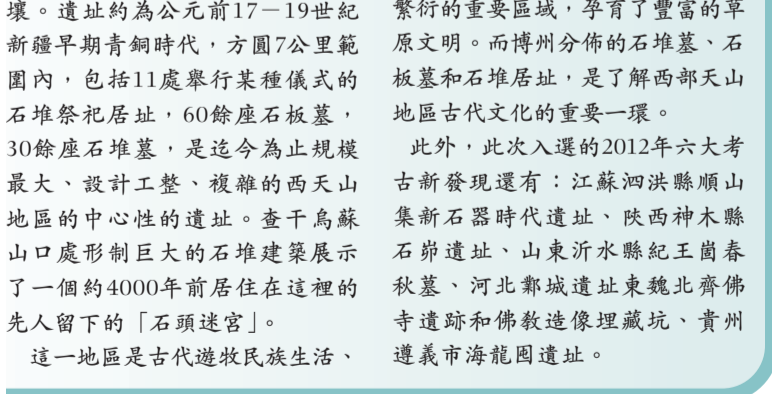 壞。遺址約為公元前17－19世紀
新疆早期青銅時代，方圓7公里範
圍內，包括11處舉行某種儀式的
石堆祭祀居址，60餘座石板墓，
30餘座石堆墓，是迄今為止規模
最大、設計工整、複雜的西天山
地區的中心性的遺址。查干烏蘇
山口處形制巨大的石堆建築展示
了一個約4000年前居住在這裡的
先人留下的「石頭迷宮」。
這一地區是古代遊牧民族生活、
繁衍的重要區域，孕育了豐富的草
原文明。而博州分佈的石堆墓、石
板墓和石堆居址，是了解西部天山
地區古代文化的重要一環。
此外，此次入選的2012年六大考
古新發現還有：江蘇泗洪縣順山
集新石器時代遺址、陝西神木縣
石峁遺址、山東沂水縣紀王崮春
秋墓、河北鄴城遺址東魏北齊佛
寺遺跡和佛教造像埋藏坑、貴州
遵義市海龍囤遺址。